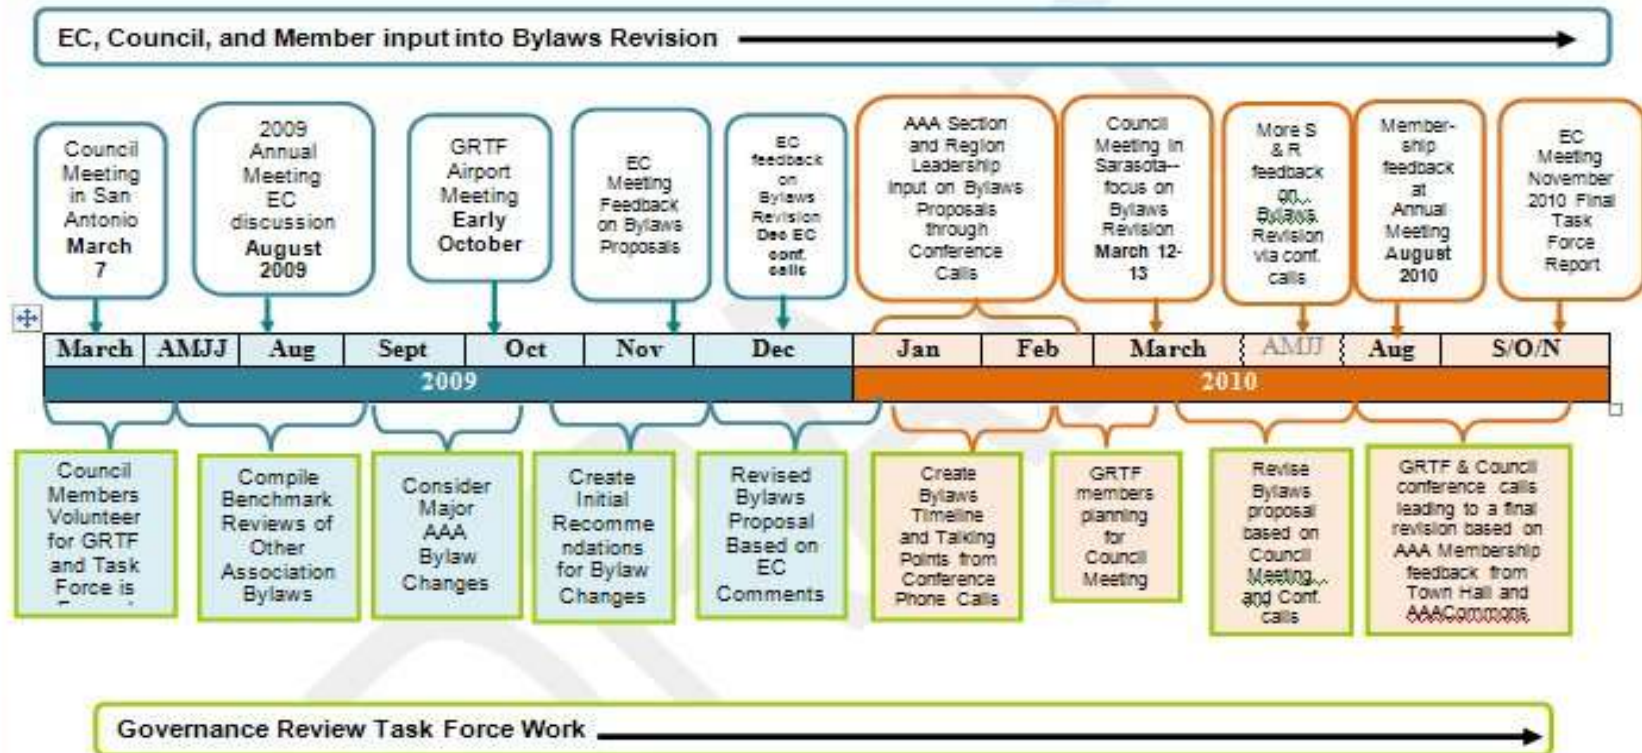 EC, Council, and Member input into Bylaws Revision
Council
Meeting
in San
Antonio
March
7
2009
Annual
Meeting
EC
discussion
August
2009
GRTF
Airport
Meeting
Early
October
EC
Meeting
Feedback
on Bylaws
Proposals
EC
feedback
on
Bylaws
Revision
Dec EC
conf.
calls
AAA Section
and Region
Leadership
Input on Bylaws
Proposals
through
Conference
Calls
Council
Meeting in
Sarasota--
focus on
Bylaws
Revision
March 12-
13
More S
& R
feedback
on
Bylaws
Revision
via conf.
calls
Member-
ship
feedback
at
Annual
Meeting
August
2010
EC
Meeting
November
2010 Final
Task
Force
Report
March AMJJ Aug Sept Oct Nov Dec Jan Feb March AMJJ Aug S/O/N
2009 2010
Council
Members
Volunteer
for GRTF
and Task
Force is
Compile
Benchmark
Reviews of
Other
Association
Bylaws
Consider
Major
AAA
Bylaw
Changes
Create
Initial
Recomme
ndations
for Bylaw
Changes
Revised
Bylaws
Proposal
Based on
EC
Comments
Create
Bylaws
Timeline
and Talking
Points from
Conference
Phone Calls
GRTF
members
planning
for
Council
Meeting
Revise
Bylaws
proposal
based on
Council
Meeting
and Conf.
calls
GRTF & Council
conference calls
leading to a final
revision based on
AAA Membership
feedback from
Town Hall and
AAACommons
Governance Review Task Force Work